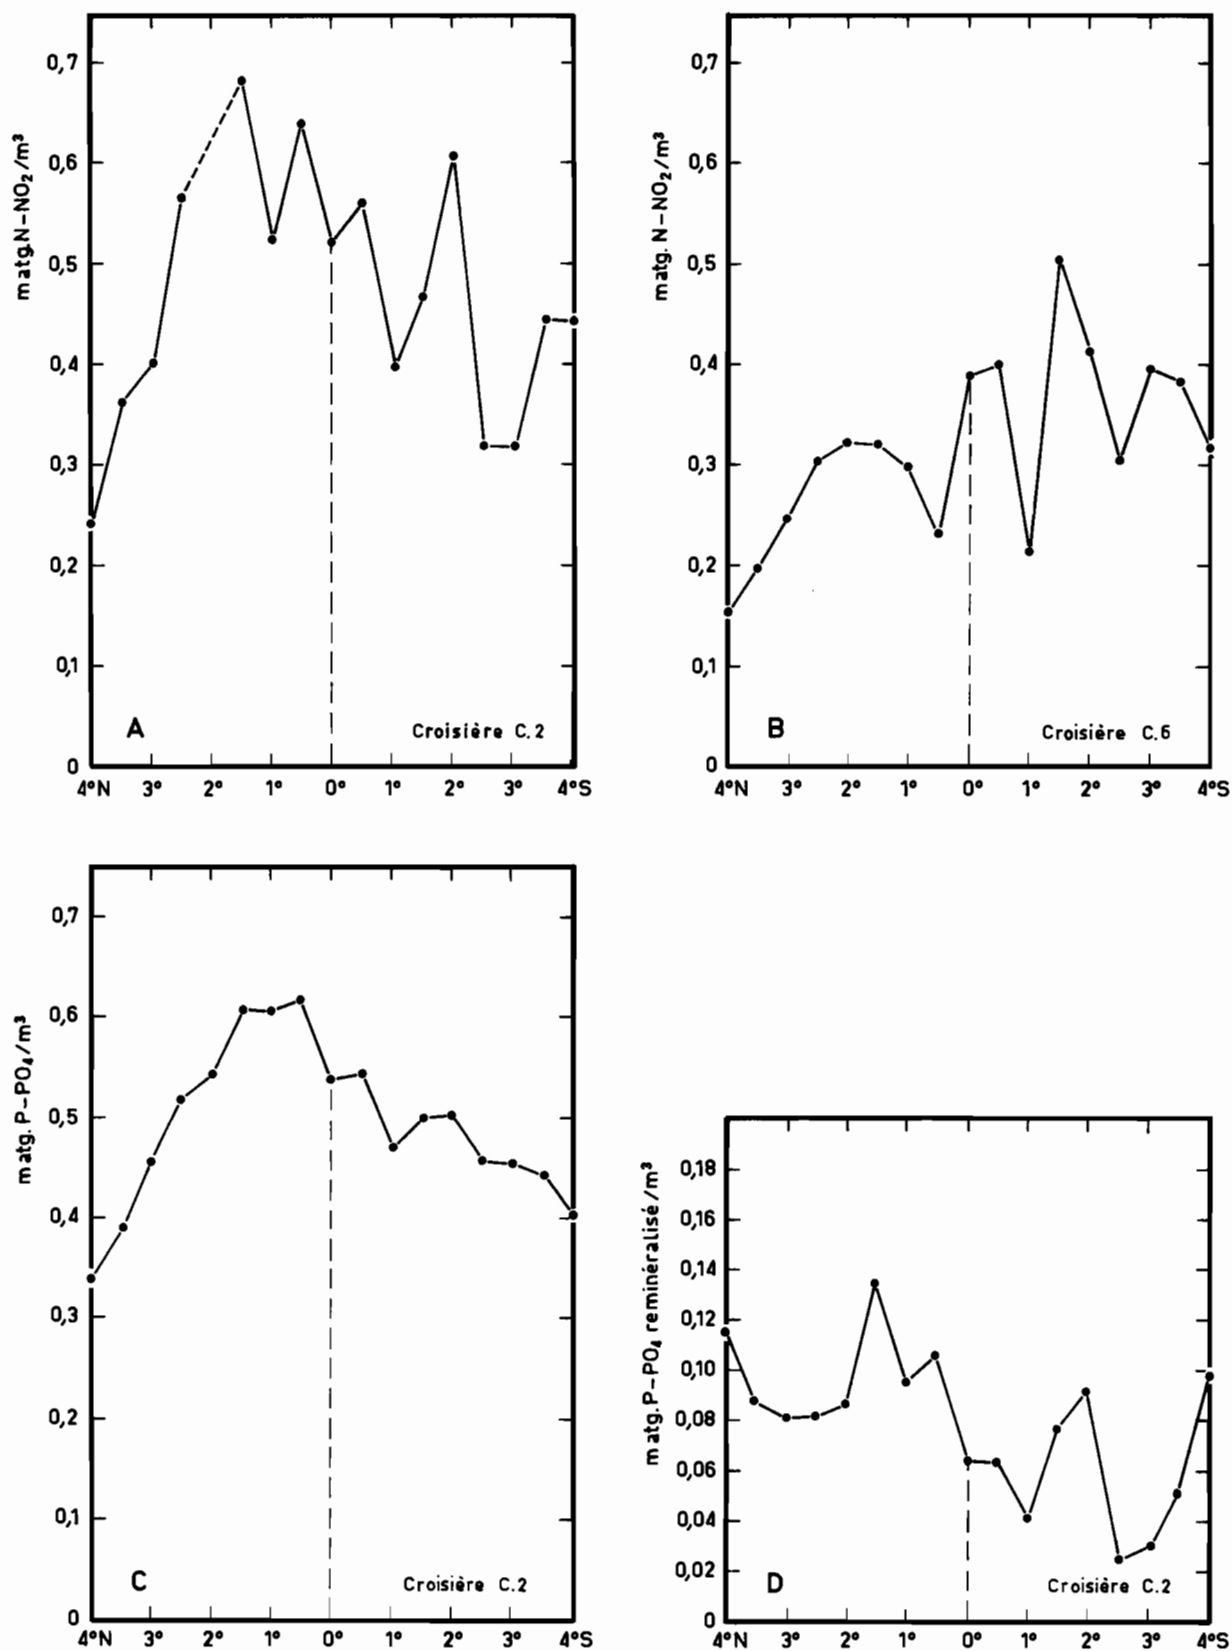 matg.N-NO2/m³
0,7
0,6
0,5
0,4
0,3
0,2
0,1
0
A
Croisière C.2
4°N 3° 2° 1° 0° 1° 2° 3° 4°S
matg. N-NO2/m³
0,7
0,6
0,5
0,4
0,3
0,2
0,1
0
B
Croisière C.6
4°N 3° 2° 1° 0° 1° 2° 3° 4°S
matg. P-PO4/m³
0,7
0,6
0,5
0,4
0,3
0,2
0,1
0
C
Croisière C.2
4°N 3° 2° 1° 0° 1° 2° 3° 4°S
matg. P-PO4 reminéralisé/m³
0,18
0,16
0,14
0,12
0,10
0,08
0,06
0,04
0,02
0
D
Croisière C.2
4°N 3° 2° 1° 0° 1° 2° 3° 4°S